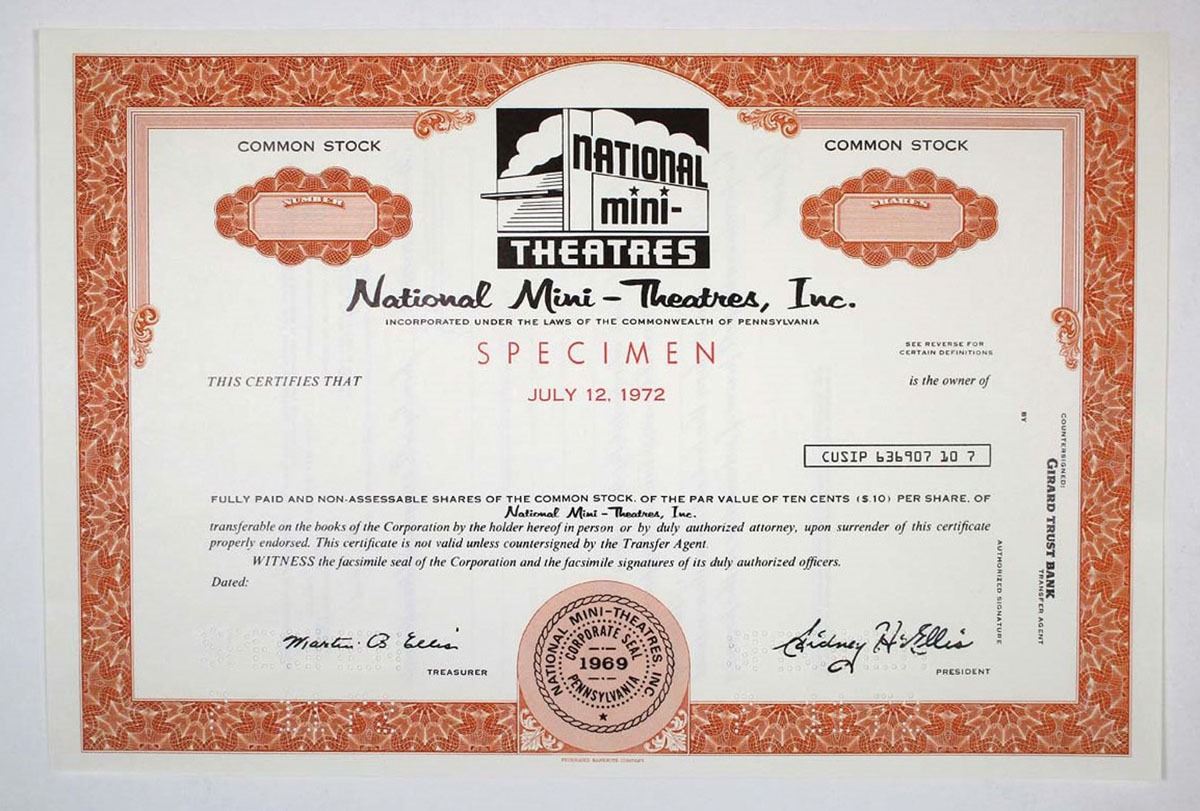 COMMON STOCK
COMMON STOCK
NUMBER
SHARES
NATIONAL
mini-
THEATRES
National Mini-Theatres, Inc.
INCORPORATED UNDER THE LAWS OF THE COMMONWEALTH OF PENNSYLVANIA
SPECIMEN
SEE REVERSE FOR
CERTAIN DEFINITIONS
THIS CERTIFIES THAT
is the owner of
JULY 12, 1972
CUSIP 636907 10 7
FULLY PAID AND NON-ASSESSABLE SHARES OF THE COMMON STOCK, OF THE PAR VALUE OF TEN CENTS ($.10) PER SHARE, OF
National Mini-Theatres, Inc.
transferable on the books of the Corporation by the holder hereof in person or by duly authorized attorney, upon surrender of this certificate
properly endorsed. This certificate is not valid unless countersigned by the Transfer Agent.
WITNESS the facsimile seal of the Corporation and the facsimile signatures of its duly authorized officers.
Dated:
Martin B Ellis
TREASURER
NATIONAL MINI-THEATRES, INC.
CORPORATE SEAL
1969
PENNSYLVANIA
Sidney H. Ellis
PRESIDENT
COUNTERSIGNED:
GIRARD TRUST BANK
TRANSFER AGENT
BY
AUTHORIZED SIGNATURE
FEDERATED BANKNOTE COMPANY